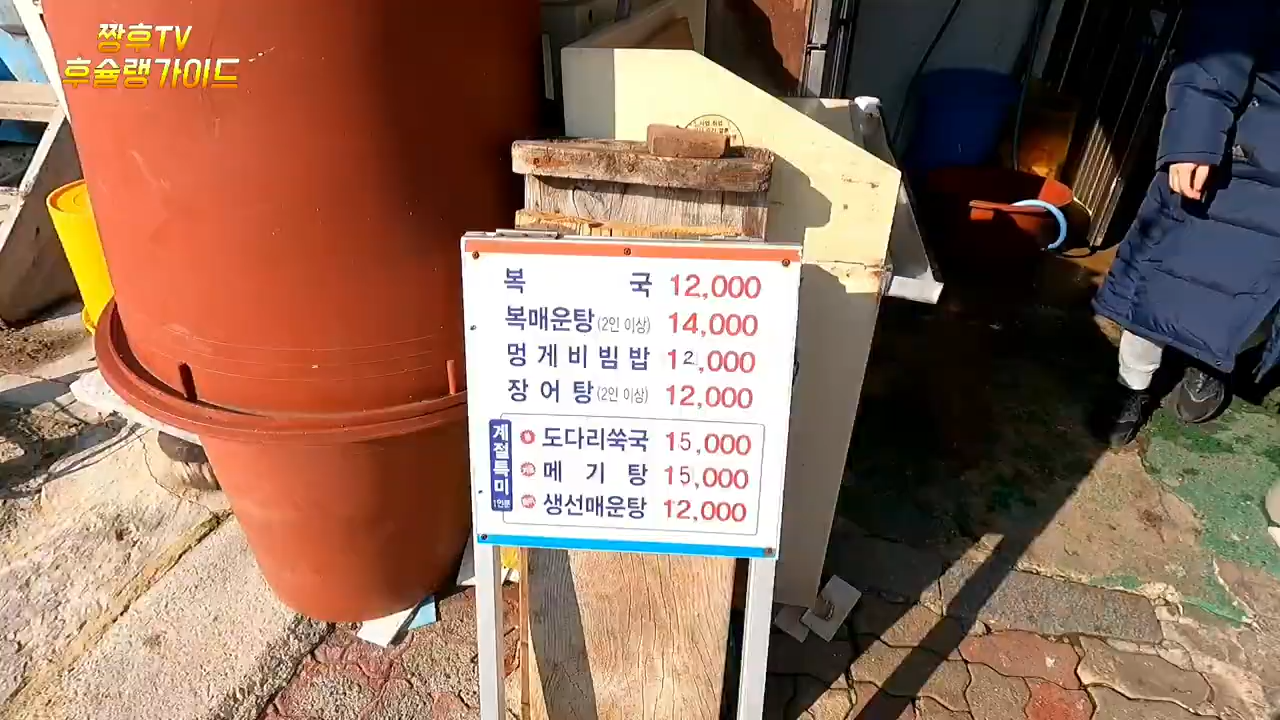 짱후TV
후슐랭가이드
복 국 12,000
복매운탕 (2인 이상) 14,000
멍게비빔밥 12,000
장어탕 (2인 이상) 12,000
계절특미 1인분
도다리쑥국 15,000
메기탕 15,000
생선매운탕 12,000